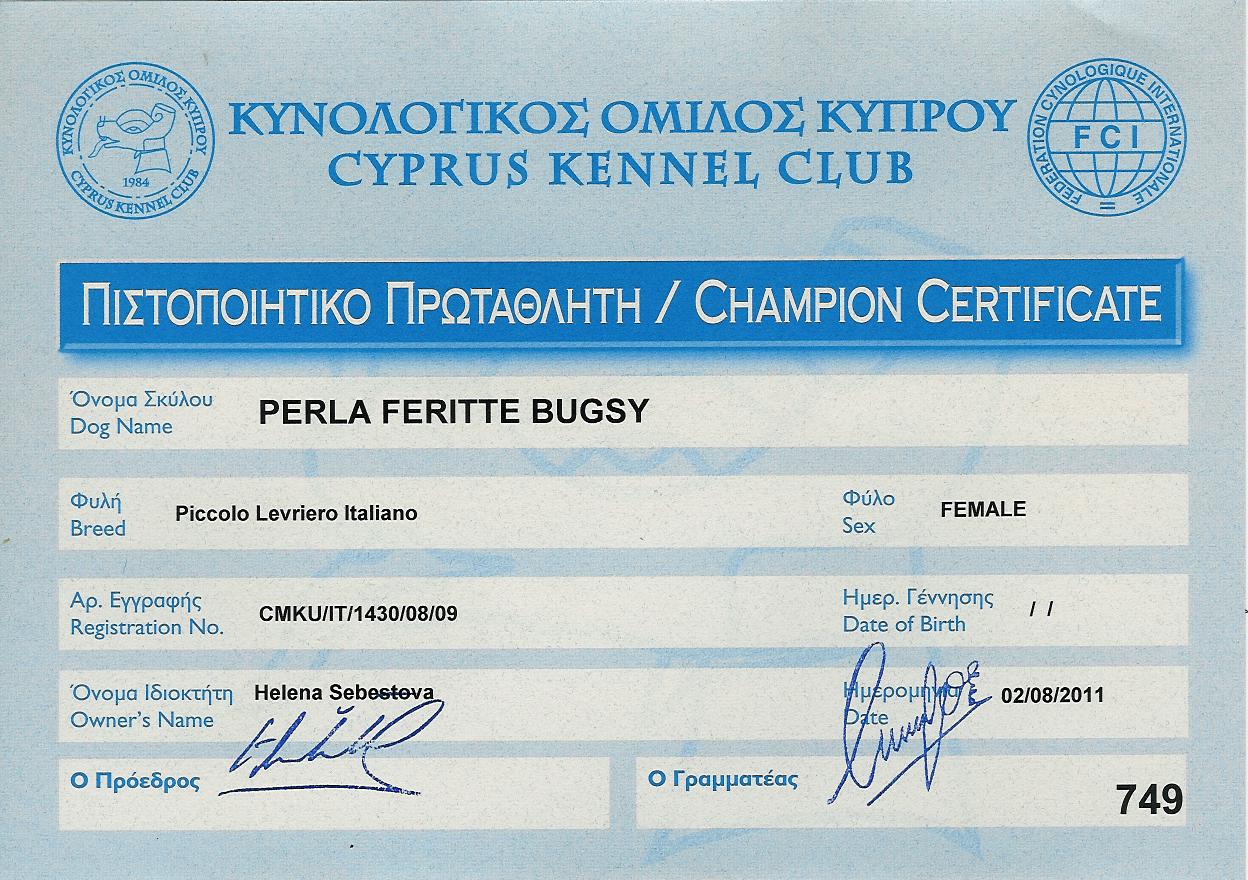 ΚΥΝΟΛΟΓΙΚΟΣ ΟΜΙΛΟΣ ΚΥΠΡΟΥ
1984
CYPRUS KENNEL CLUB
ΚΥΝΟΛΟΓΙΚΟΣ ΟΜΙΛΟΣ ΚΥΠΡΟΥ
CYPRUS KENNEL CLUB
FEDERATION CYNOLOGIQUE INTERNATIONALE
FCI
ΠΙΣΤΟΠΟΙΗΤΙΚΟ ΠΡΩΤΑΘΛΗΤΗ / CHAMPION CERTIFICATE
Όνομα Σκύλου
Dog Name
PERLA FERITTE BUGSY
Φυλή
Breed
Piccolo Levriero Italiano
Φύλο
Sex
FEMALE
Αρ. Εγγραφής
Registration No.
CMKU/IT/1430/08/09
Ημερ. Γέννησης
Date of Birth
/ /
Όνομα Ιδιοκτήτη
Owner's Name
Helena Sebestova
Ημερομηνία
Date
02/08/2011
Ο Πρόεδρος
Ο Γραμματέας
749